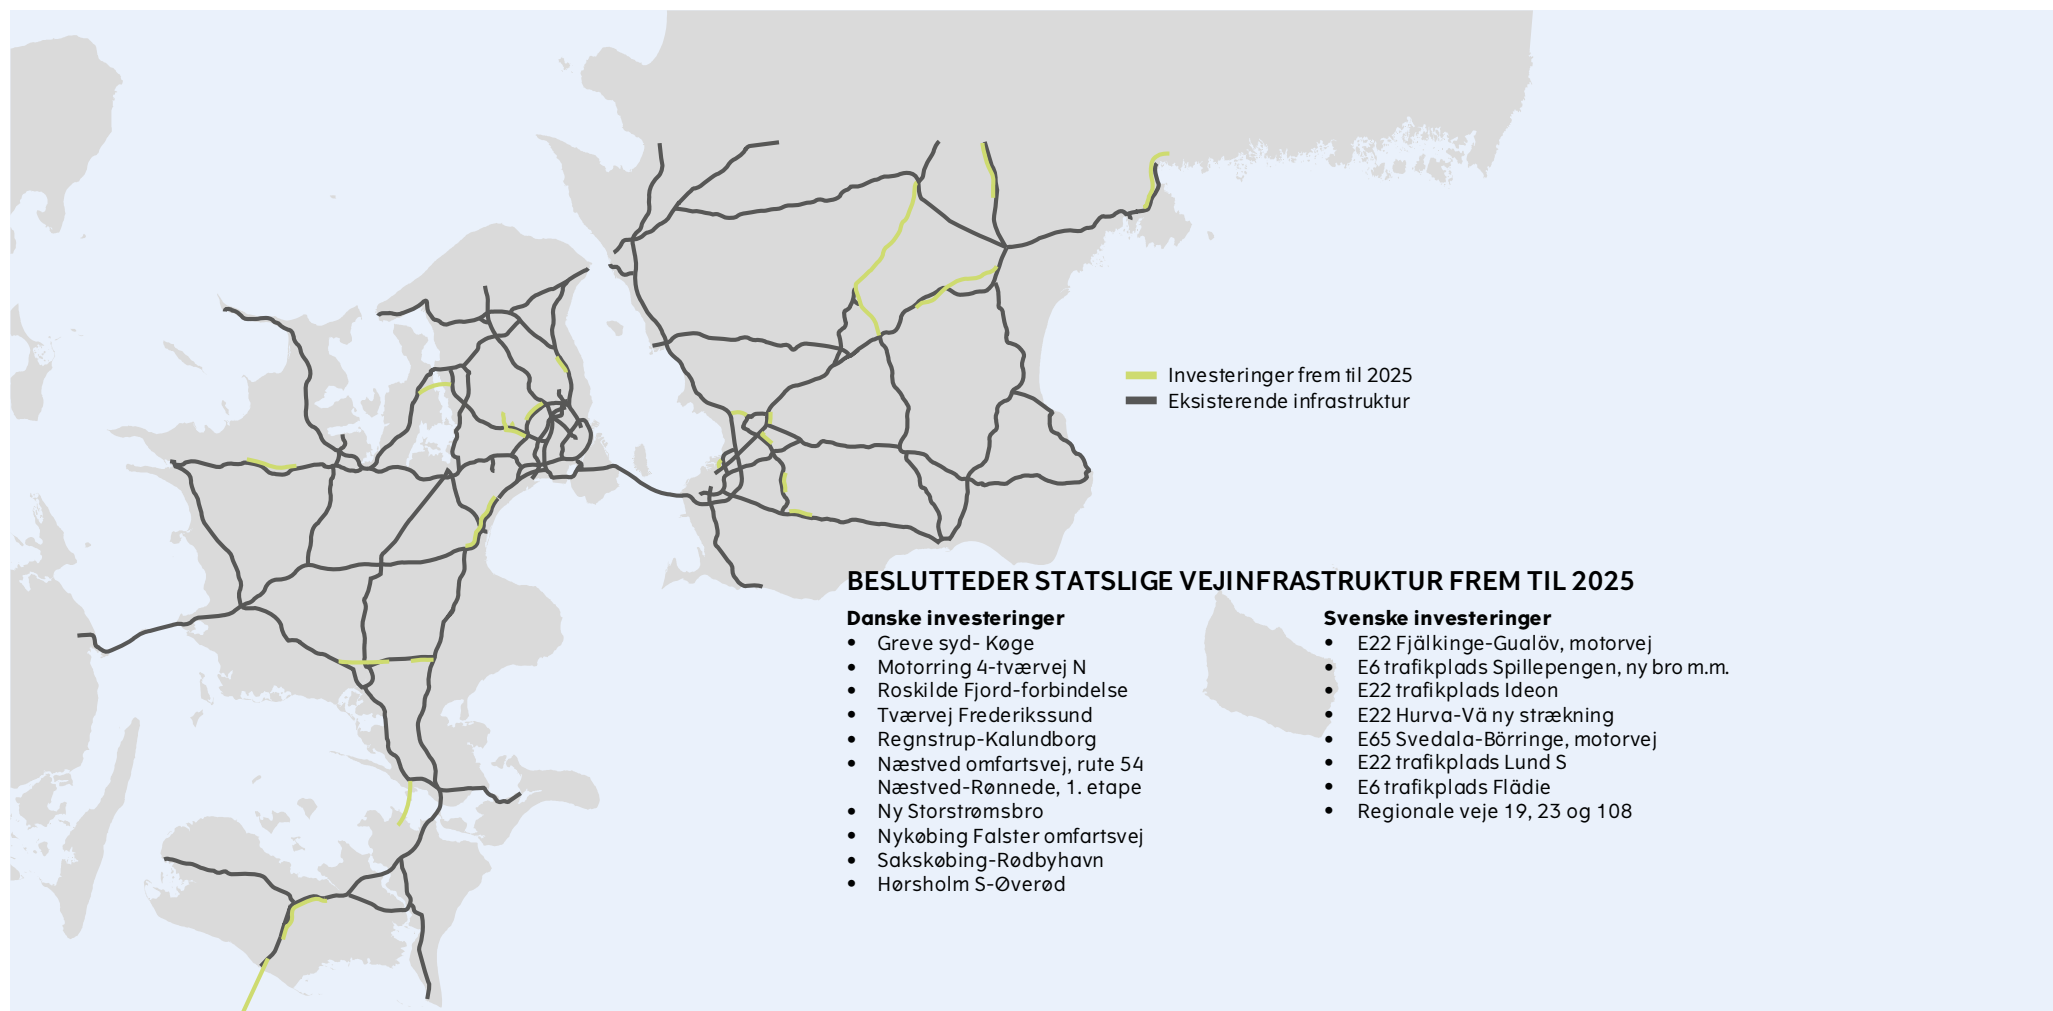 Investeringer frem til 2025
Eksisterende infrastruktur
BESLUTTEDER STATSLIGE VEJINFRASTRUKTUR FREM TIL 2025
Danske investeringer
• Greve syd- Køge
• Motorring 4-tværvej N
• Roskilde Fjord-forbindelse
• Tværvej Frederikssund
• Regnstrup-Kalundborg
• Næstved omfartsvej, rute 54
Næstved-Rønnede, 1. etape
• Ny Storstrømsbro
• Nykøbing Falster omfartsvej
• Sakskøbing-Rødbyhavn
• Hørsholm S-Øverød
Svenske investeringer
• E22 Fjälkinge-Gualöv, motorvej
• E6 trafikplads Spillepengen, ny bro m.m.
• E22 trafikplads Ideon
• E22 Hurva-Vä ny strækning
• E65 Svedala-Börringe, motorvej
• E22 trafikplads Lund S
• E6 trafikplads Flädie
• Regionale veje 19, 23 og 108